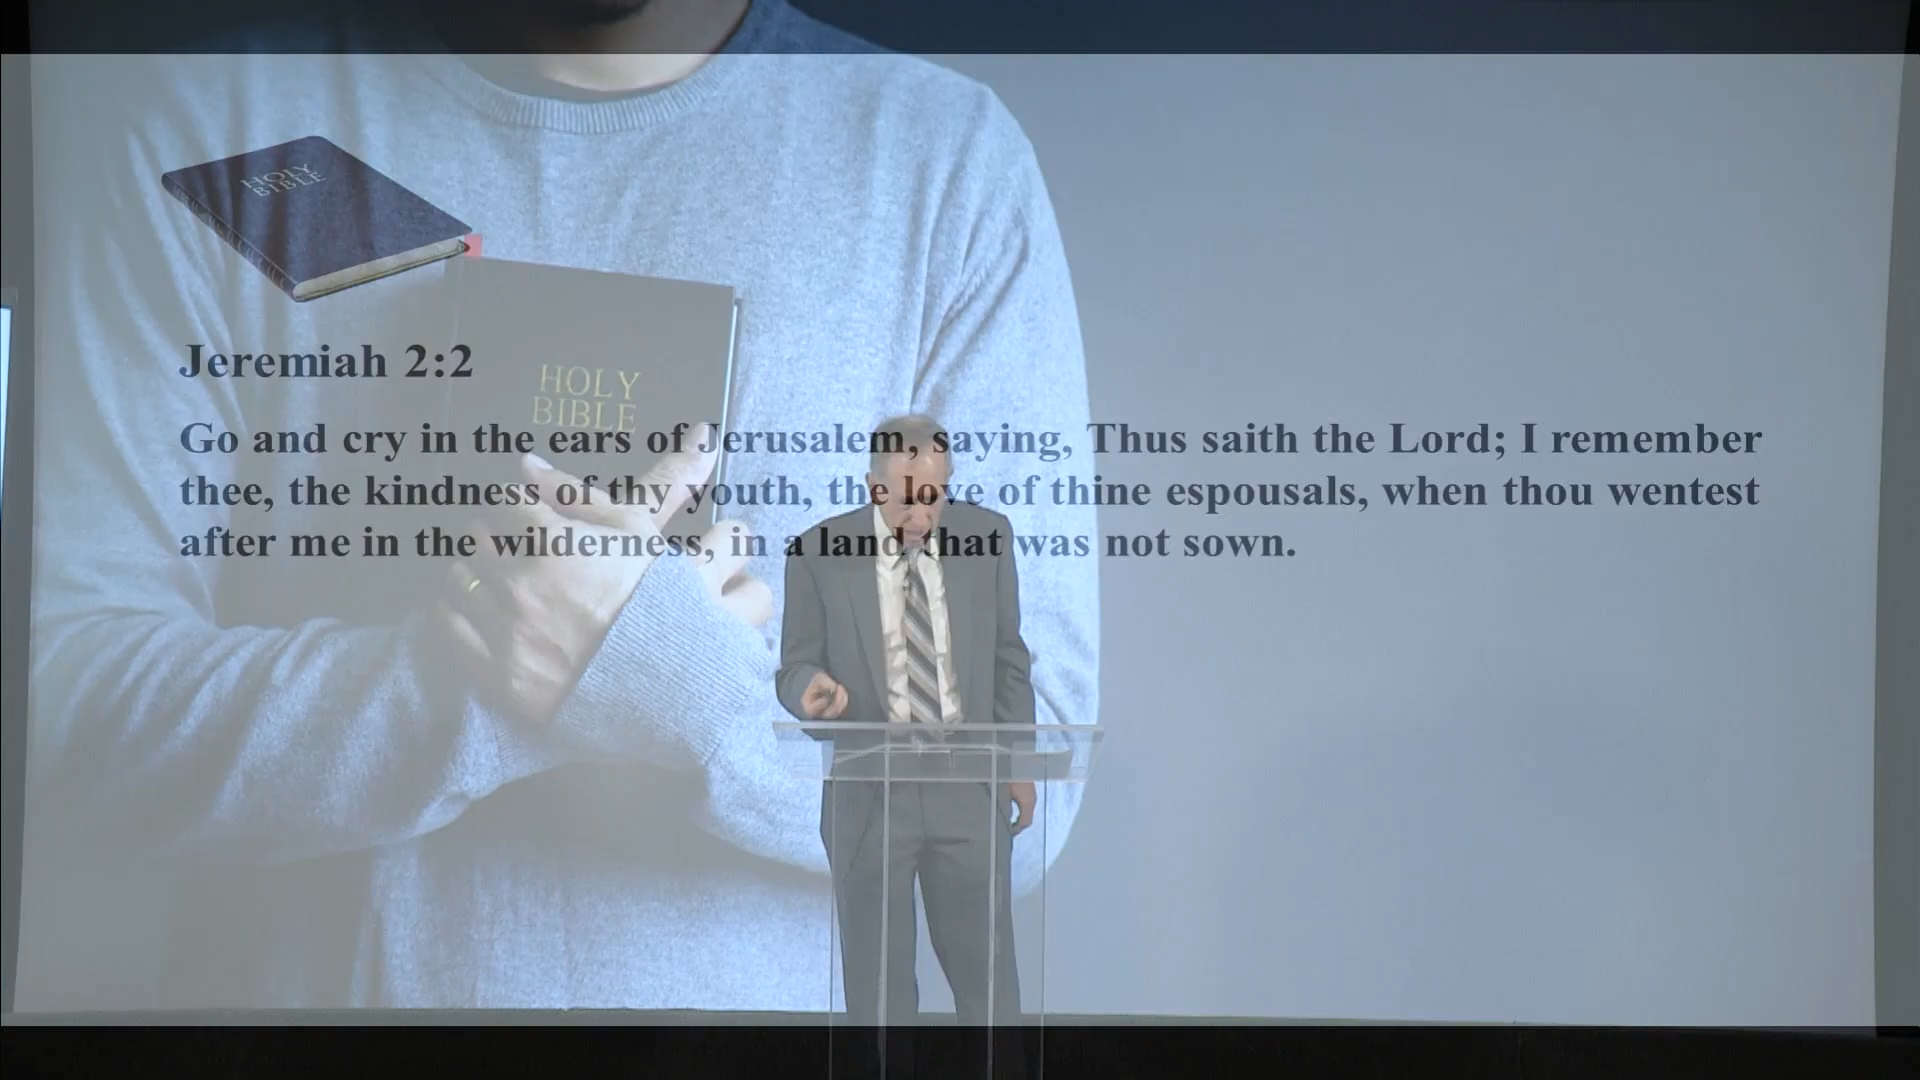 HOLY
BIBLE
Jeremiah 2:2
HOLY
BIBLE
Go and cry in the ears of Jerusalem, saying, Thus saith the Lord; I remember
thee, the kindness of thy youth, the love of thine espousals, when thou wentest
after me in the wilderness, in a land that was not sown.